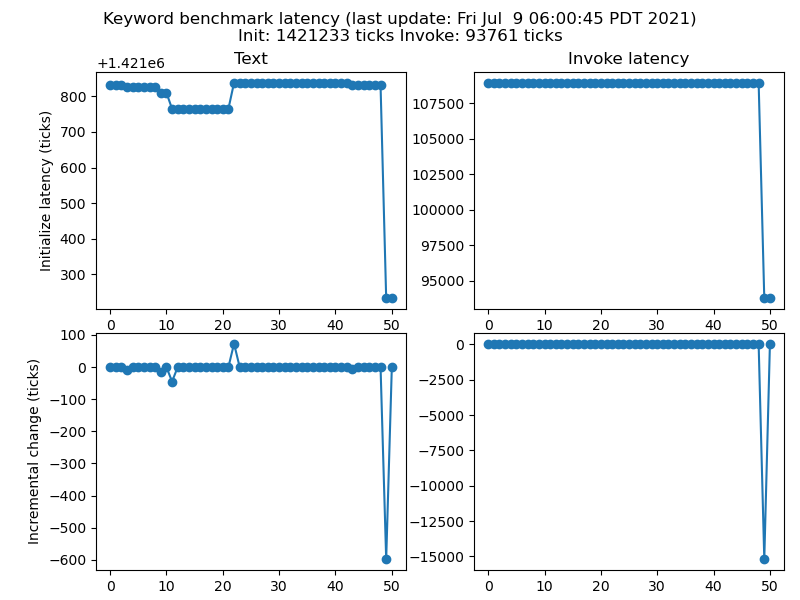 Keyword benchmark latency (last update: Fri Jul  9 06:00:45 PDT 2021)
Init: 1421233 ticks Invoke: 93761 ticks
Text
+1.421e6
Initialize latency (ticks)
800
700
600
500
400
300
0 10 20 30 40 50
Invoke latency
107500
105000
102500
100000
97500
95000
0 10 20 30 40 50
Incremental change (ticks)
100
0
−100
−200
−300
−400
−500
−600
0 10 20 30 40 50
0
−2500
−5000
−7500
−10000
−12500
−15000
0 10 20 30 40 50